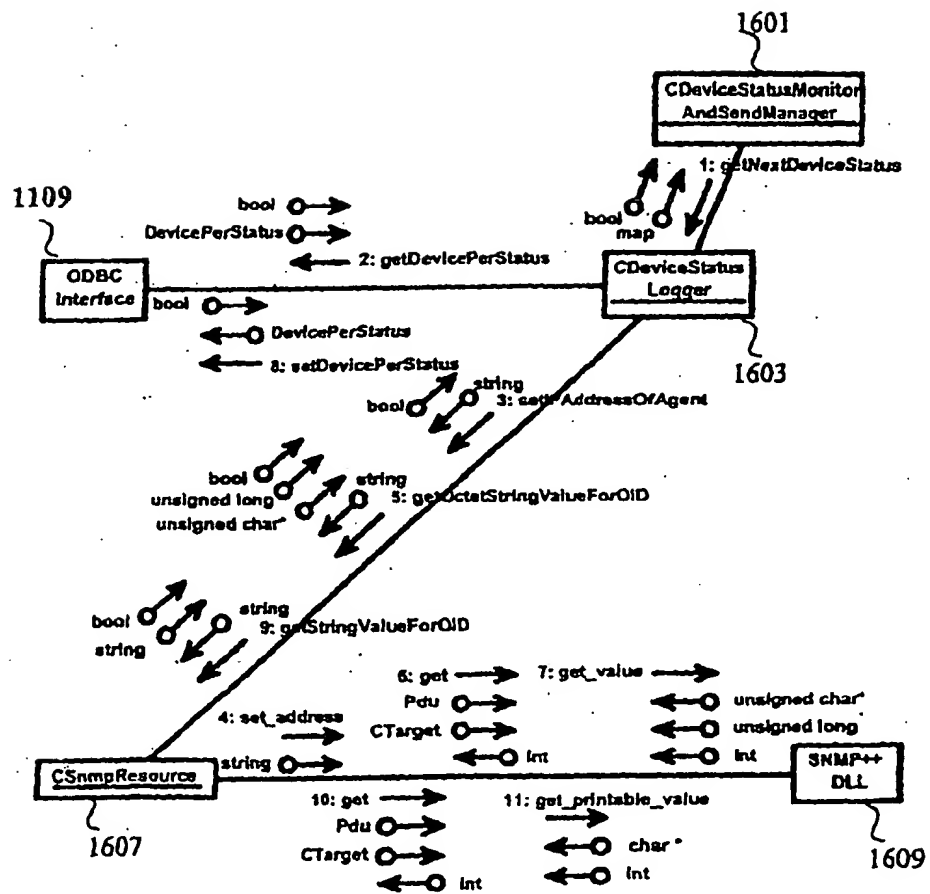 1601
CDeviceStatusMonitor
AndSendManager
1: getNextDeviceStatus
bool
map
1109
bool
DevicePerStatus
2: getDevicePerStatus
ODBC
Interface
CDeviceStatus
Logger
bool
DevicePerStatus
8: setDevicePerStatus
1603
bool
string
3: setIPAddressOfAgent
bool
unsigned long
unsigned char*
string
5: getOctetStringValueForOID
bool
string
string
9: getStringValueForOID
6: get
Pdu
CTarget
int
7: get_value
unsigned char*
unsigned long
int
4: set_address
string
CSnmpResource
SNMP++
DLL
1607
10: get
Pdu
CTarget
int
11: get_printable_value
char *
int
1609